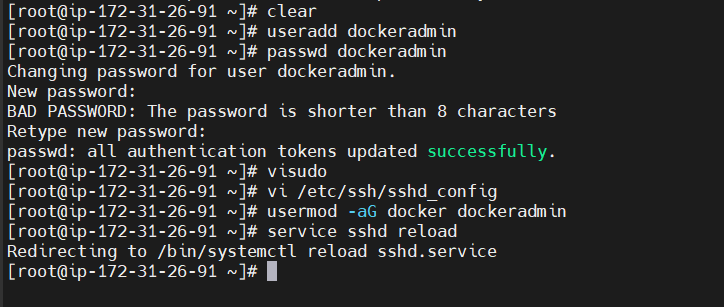 [root@ip-172-31-26-91 ~]# clear
[root@ip-172-31-26-91 ~]# useradd dockeradmin
[root@ip-172-31-26-91 ~]# passwd dockeradmin
Changing password for user dockeradmin.
New password:
BAD PASSWORD: The password is shorter than 8 characters
Retype new password:
passwd: all authentication tokens updated successfully.
[root@ip-172-31-26-91 ~]# visudo
[root@ip-172-31-26-91 ~]# vi /etc/ssh/sshd_config
[root@ip-172-31-26-91 ~]# usermod -aG docker dockeradmin
[root@ip-172-31-26-91 ~]# service sshd reload
Redirecting to /bin/systemctl reload sshd.service
[root@ip-172-31-26-91 ~]#